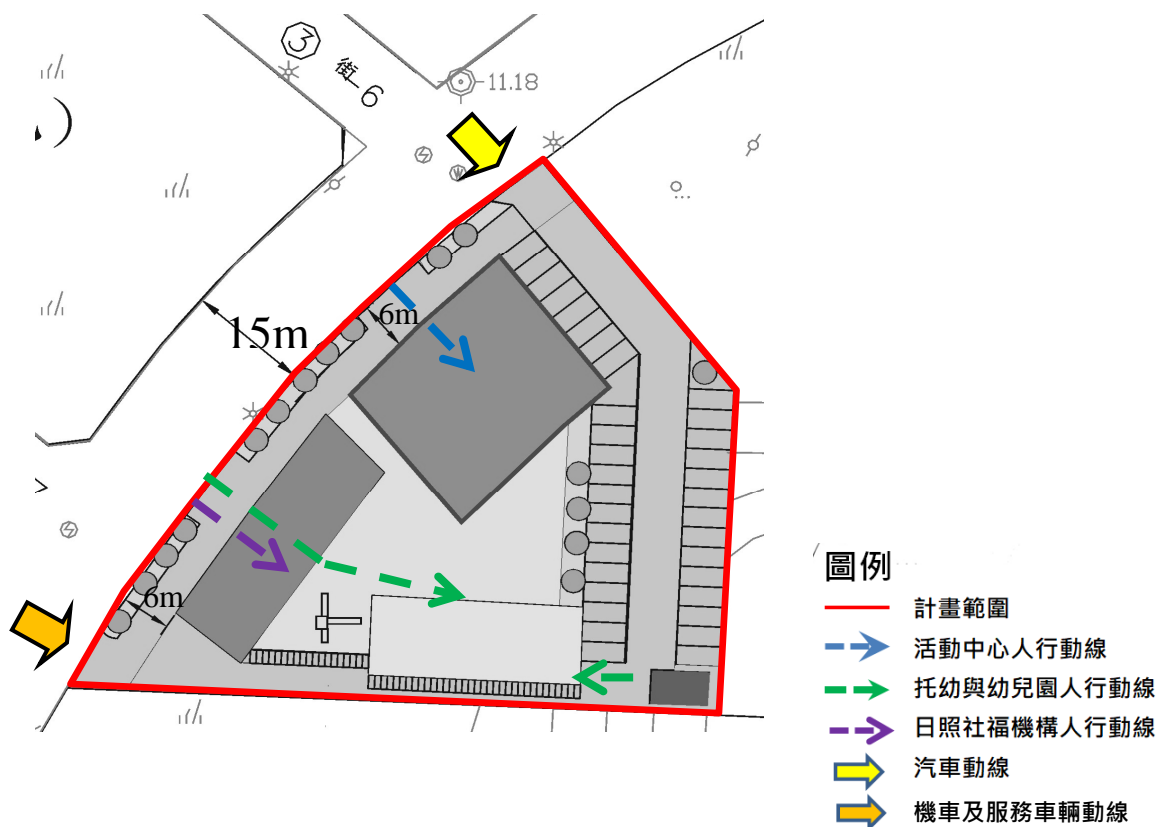 ③
街-6
11.18
)
15m
6m
6m
圖例
計畫範圍
活動中心人行動線
托幼與幼兒園人行動線
日照社福機構人行動線
汽車動線
機車及服務車輛動線